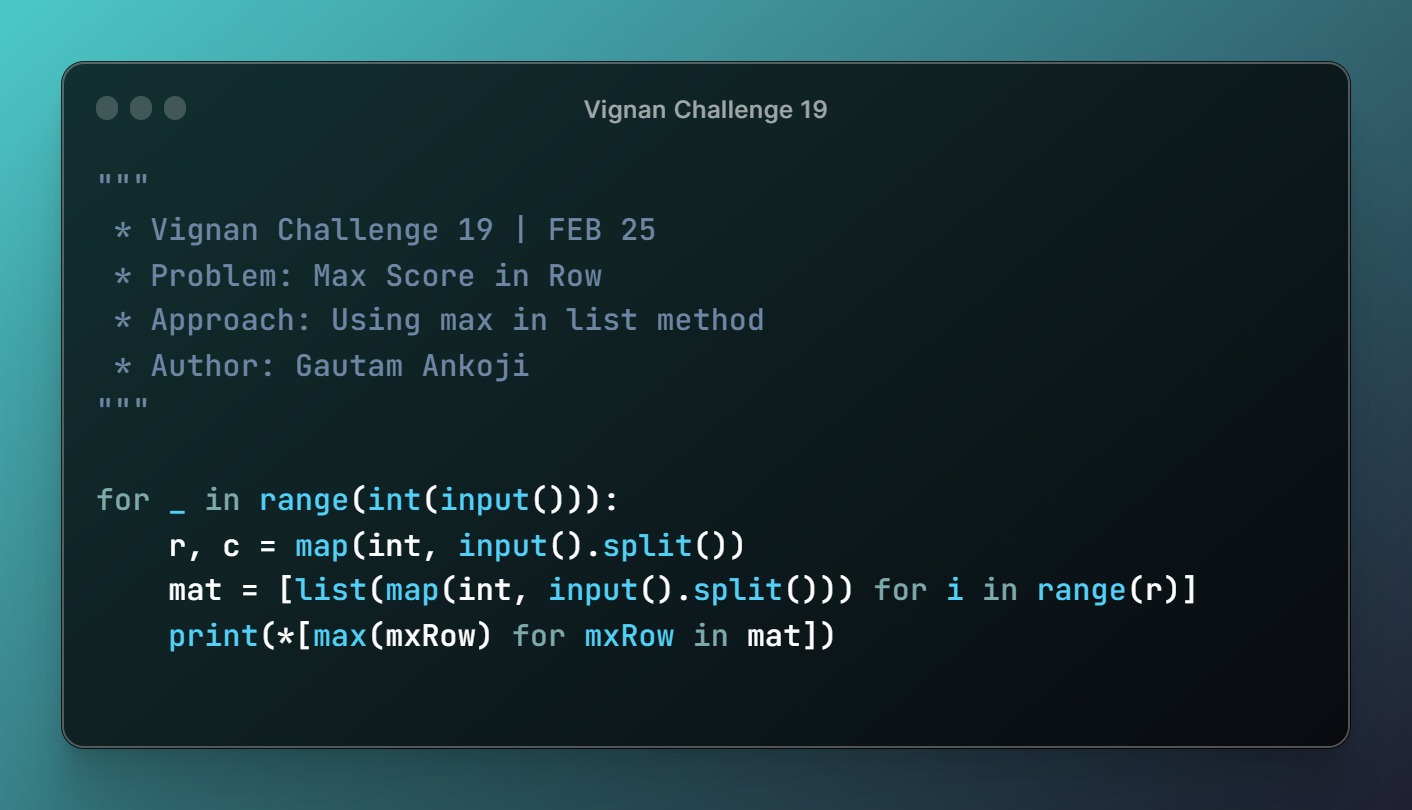 Vignan Challenge 19
"""
 * Vignan Challenge 19 | FEB 25
 * Problem: Max Score in Row
 * Approach: Using max in list method
 * Author: Gautam Ankoji
"""
for _ in range(int(input())):
    r, c = map(int, input().split())
    mat = [list(map(int, input().split())) for i in range(r)]
    print(*[max(mxRow) for mxRow in mat])